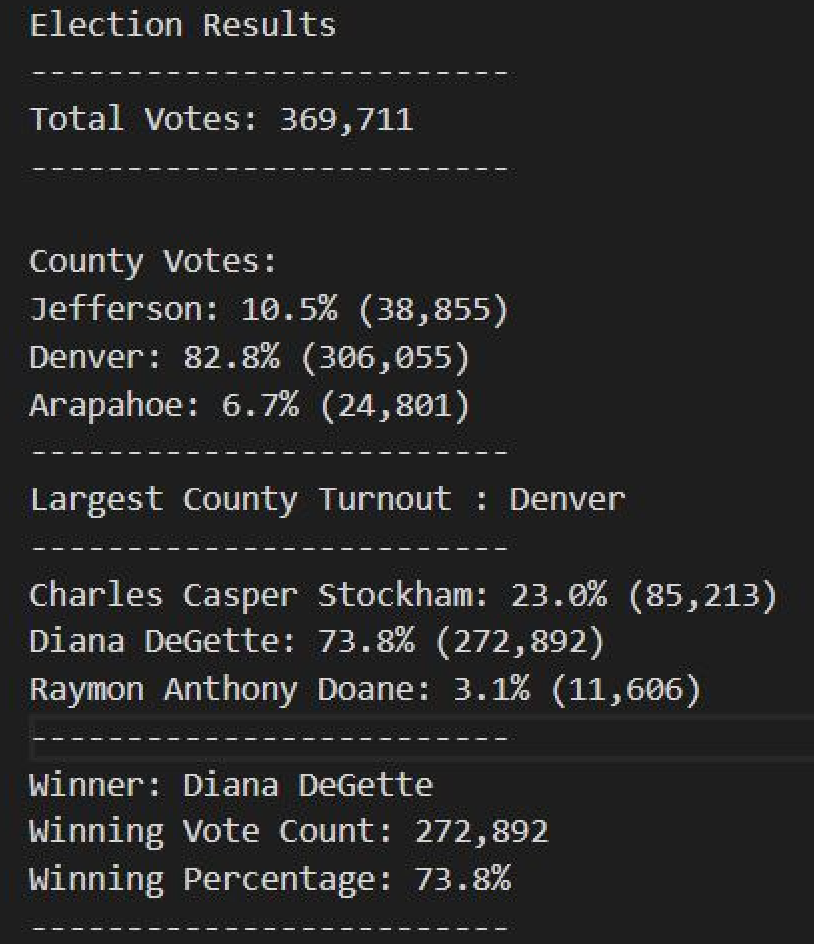 Election Results
-------------------------
Total Votes: 369,711
-------------------------

County Votes:
Jefferson: 10.5% (38,855)
Denver: 82.8% (306,055)
Arapahoe: 6.7% (24,801)
-------------------------
Largest County Turnout : Denver
-------------------------
Charles Casper Stockham: 23.0% (85,213)
Diana DeGette: 73.8% (272,892)
Raymon Anthony Doane: 3.1% (11,606)
-------------------------
Winner: Diana DeGette
Winning Vote Count: 272,892
Winning Percentage: 73.8%
-------------------------